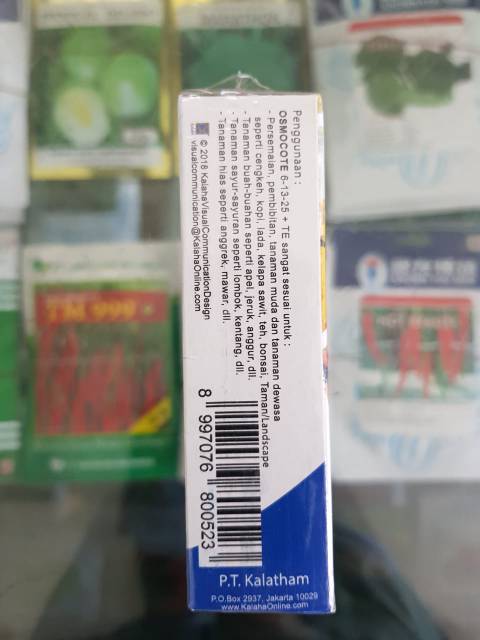 Penggunaan :
OSMOCOTE 6-13-25 + TE sangat sesuai untuk :
- Persemaian, pembibitan, tanaman muda dan tanaman dewasa
seperti cengkeh, kopi, lada, kelapa sawit, teh, bonsai, Taman/Landscape
- Tanaman buah-buahan seperti apel, jeruk, anggur, dll.
- Tanaman sayur-sayuran seperti lombok, kentang, dll.
- Tanaman hias seperti anggrek, mawar, dll.
© 2018 KalahaVisualCommunicationDesign
visualcommunication@KalahaOnline.com
8 997076 800523
P.T. Kalatham
P.O.Box 2937, Jakarta 10029
www.KalahaOnline.com
TM 999